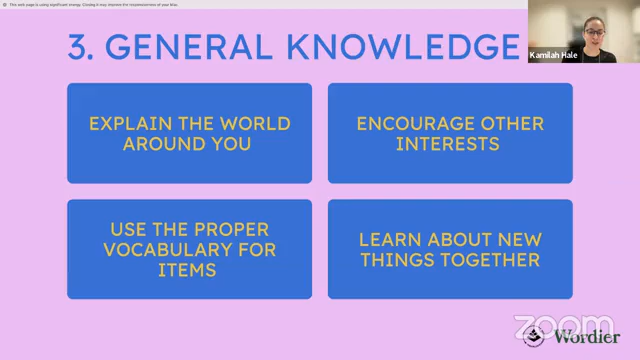 This web page is using significant energy. Closing it may improve the responsiveness of your Mac.
3. GENERAL KNOWLEDGE
Kamilah Hale
EXPLAIN THE WORLD
AROUND YOU
ENCOURAGE OTHER
INTERESTS
USE THE PROPER
VOCABULARY FOR
ITEMS
LEARN ABOUT NEW
THINGS TOGETHER
zoom
Wordier